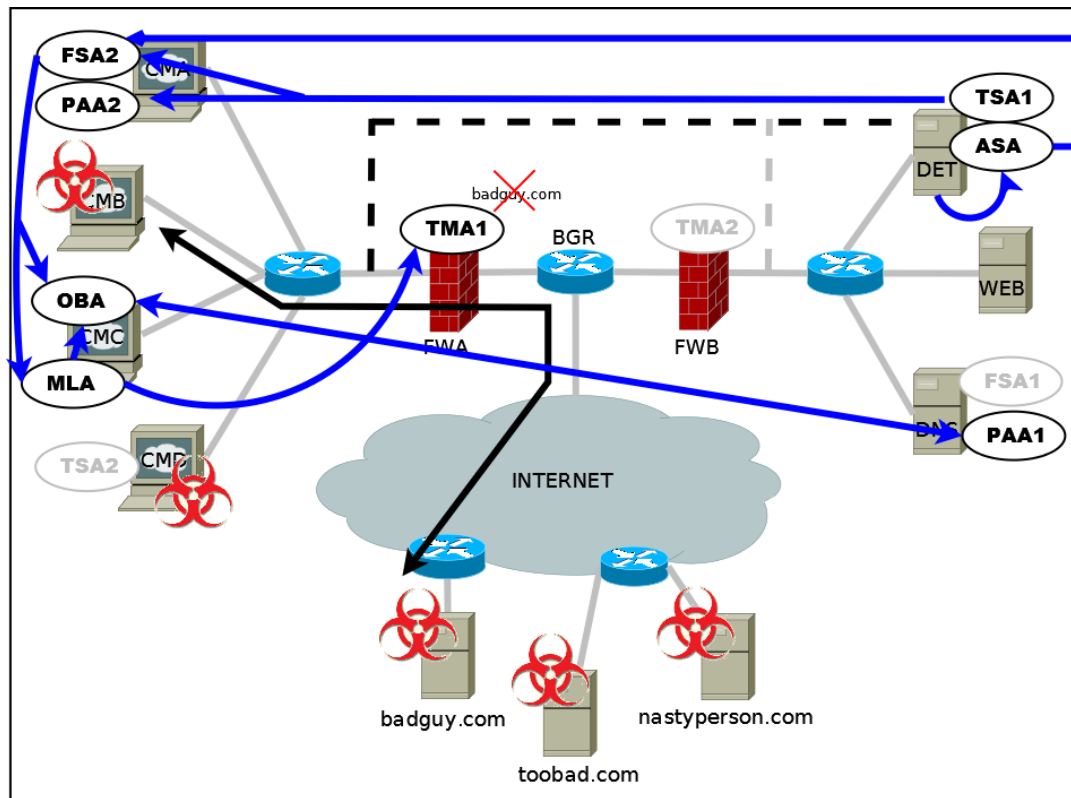 FSA2
CMA
PAA2
TSA1
ASA
DET
badguy.com
CMB
TMA1
BGR
TMA2
OBA
WEB
CMC
FWA
FWB
MLA
FSA1
DNS
PAA1
TSA2
CMD
INTERNET
badguy.com
nastyperson.com
toobad.com